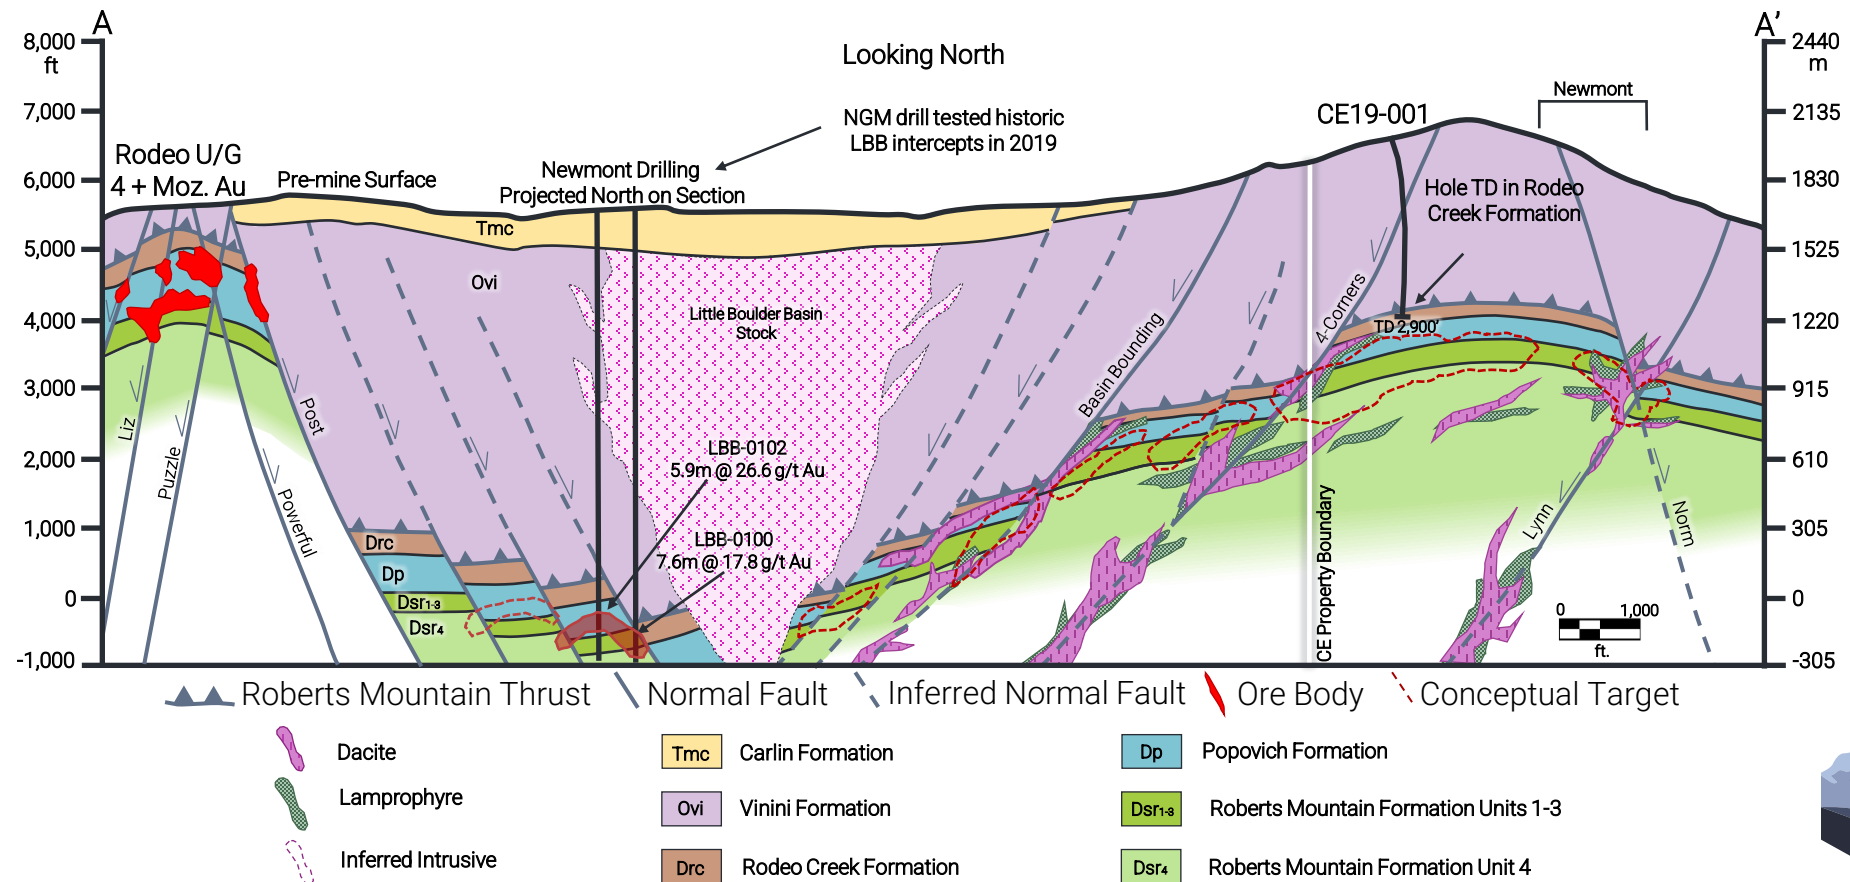 A
A'
8,000
ft
7,000
6,000
5,000
4,000
3,000
2,000
1,000
0
-1,000
2440
m
2135
1830
1525
1220
915
610
305
0
-305
Looking North
Newmont
CE19-001
NGM drill tested historic
LBB intercepts in 2019
Rodeo U/G
4 + Moz. Au
Pre-mine Surface
Newmont Drilling
Projected North on Section
Hole TD in Rodeo
Creek Formation
Tmc
Ovi
Little Boulder Basin
Stock
TD 2,900'
4-Corners
Basin Bounding
Liz
Puzzle
Powerful
Post
LBB-0102
5.9m @ 26.6 g/t Au
LBB-0100
7.6m @ 17.8 g/t Au
Drc
Dp
Dsr1-3
Dsr4
CE Property Boundary
Lynn
Norm
0 1,000
ft.
Roberts Mountain Thrust
Normal Fault
Inferred Normal Fault
Ore Body
Conceptual Target
Dacite
Lamprophyre
Inferred Intrusive
Tmc Carlin Formation
Ovi Vinini Formation
Drc Rodeo Creek Formation
Dp Popovich Formation
Dsr1-3 Roberts Mountain Formation Units 1-3
Dsr4 Roberts Mountain Formation Unit 4